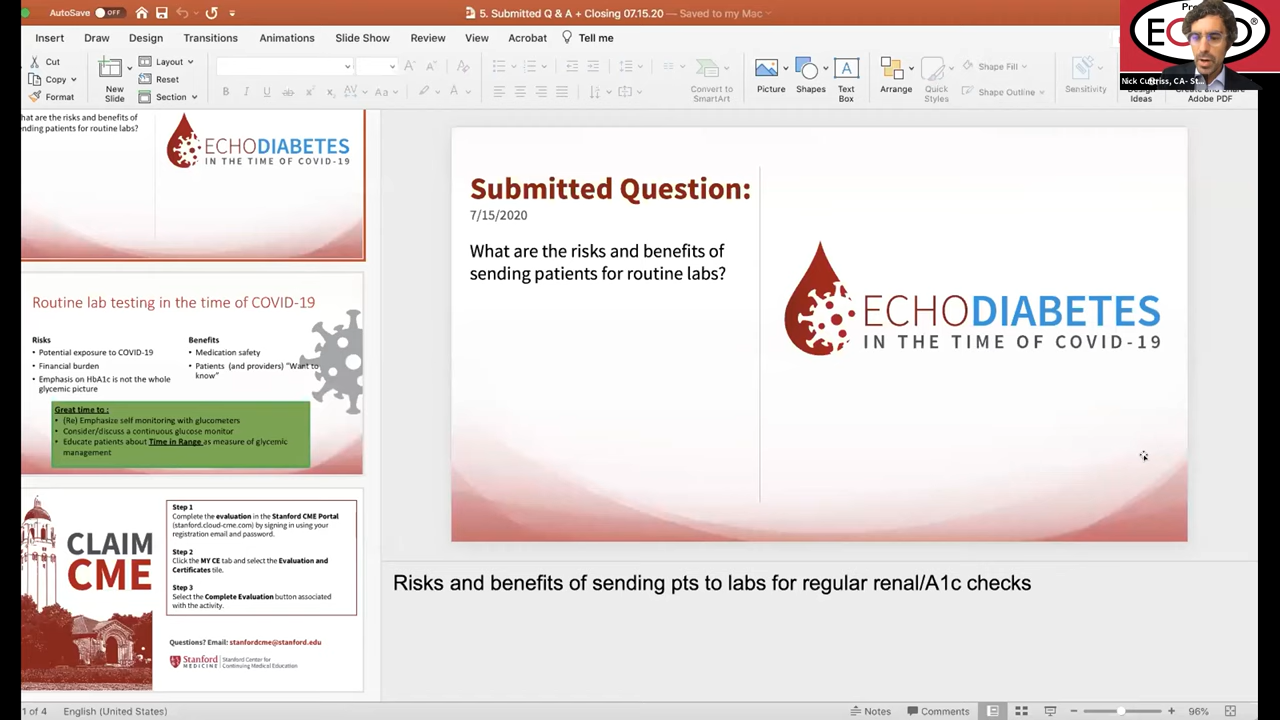 AutoSave OFF
5. Submitted Q & A + Closing 07.15.20 — Saved to my Mac
Insert Draw Design Transitions Animations Slide Show Review View Acrobat Tell me
Cut
Copy
Format
New
Slide
Layout
Reset
Section
Convert to
SmartArt
Picture
Shapes
Text
Box
Arrange
Quick
Styles
Shape Fill
Shape Outline
Sensitivity
Design
Ideas
Create and Share
Adobe PDF
Nick Cuttriss, CA- St...
hat are the risks and benefits of
ending patients for routine labs?
ECHODIABETES
IN THE TIME OF COVID-19
Routine lab testing in the time of COVID-19
Risks
• Potential exposure to COVID-19
• Financial burden
• Emphasis on HbA1c is not the whole
glycemic picture
Benefits
• Medication safety
• Patients (and providers) "Want to
know"
Great time to :
• (Re) Emphasize self monitoring with glucometers
• Consider/discuss a continuous glucose monitor
• Educate patients about Time in Range as measure of glycemic
management
CLAIM
CME
Step 1
Complete the evaluation in the Stanford CME Portal
(stanford.cloud-cme.com) by signing in using your
registration email and password.
Step 2
Click the MY CE tab and select the Evaluation and
Certificates tile.
Step 3
Select the Complete Evaluation button associated
with the activity.
Questions? Email: stanfordcme@stanford.edu
Stanford
MEDICINE
Stanford Center for
Continuing Medical Education
Submitted Question:
7/15/2020
What are the risks and benefits of
sending patients for routine labs?
ECHODIABETES
IN THE TIME OF COVID-19
Risks and benefits of sending pts to labs for regular renal/A1c checks
1 of 4 English (United States)
Notes Comments 96%